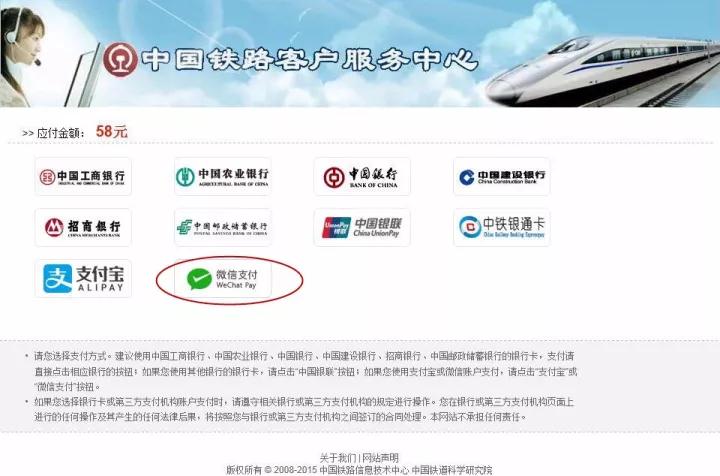 中国铁路客户服务中心
>> 应付金额： 58元
中国工商银行 中国农业银行 中国银行 中国建设银行
INDUSTRIAL AND COMMERCIAL BANK OF CHINA AGRICULTURAL BANK OF CHINA BANK OF CHINA China Construction Bank
招商银行 中国邮政储蓄银行 UnionPay 银联 中国银联 中铁银通卡
CHINA MERCHANTS BANK POSTAL SAVINGS BANK OF CHINA China UnionPay China Railway Banking Expresspay
支 支付宝 微信支付
ALIPAY WeChat Pay
• 请您选择支付方式。建议使用中国工商银行、中国农业银行、中国银行、中国建设银行、招商银行、中国邮政储蓄银行的银行卡，支付请
直接点击相应银行的按钮；如果您使用其他银行的银行卡，请点击“中国银联”按钮；如果您使用支付宝或微信账户支付，请点击“支付宝”或
“微信支付”按钮。
• 如果您选择银行卡或第三方支付机构账户支付时，请遵守相关银行或第三方支付机构的规定进行操作。您在银行或第三方支付机构页面上
进行的任何操作及其产生的任何法律后果，将按照您与银行或第三方支付机构之间签订的合同处理。本网站不承担任何责任。
关于我们 | 网站声明
版权所有 © 2008-2015 中国铁路信息技术中心 中国铁道科学研究院